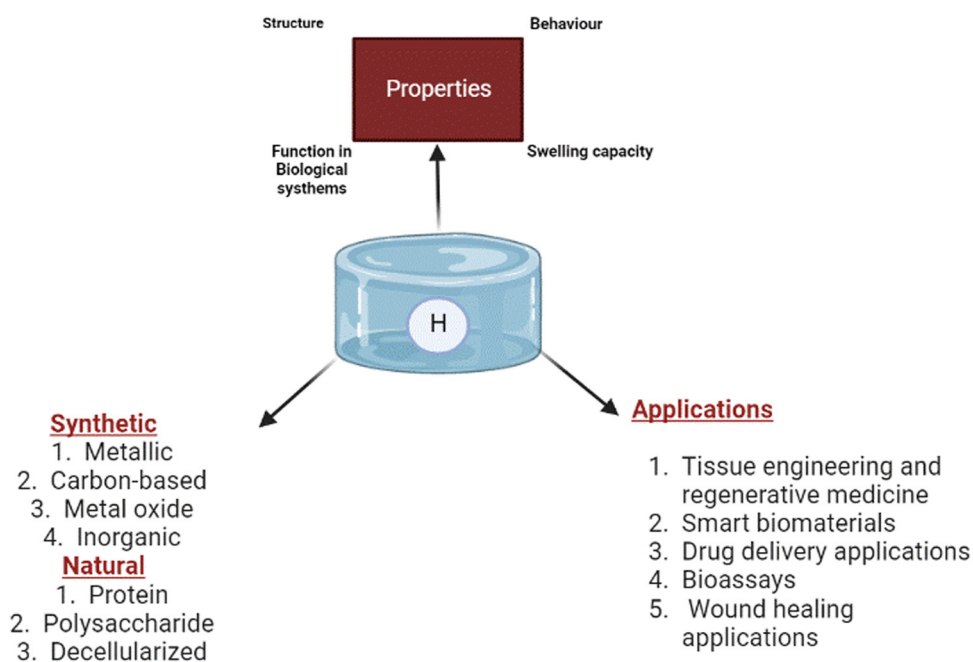 Structure
Behaviour
Properties
Function in
Biological
systhems
Swelling capacity
H
Synthetic
1. Metallic
2. Carbon-based
3. Metal oxide
4. Inorganic
Natural
1. Protein
2. Polysaccharide
3. Decellularized
Applications
1. Tissue engineering and
regenerative medicine
2. Smart biomaterials
3. Drug delivery applications
4. Bioassays
5. Wound healing
applications